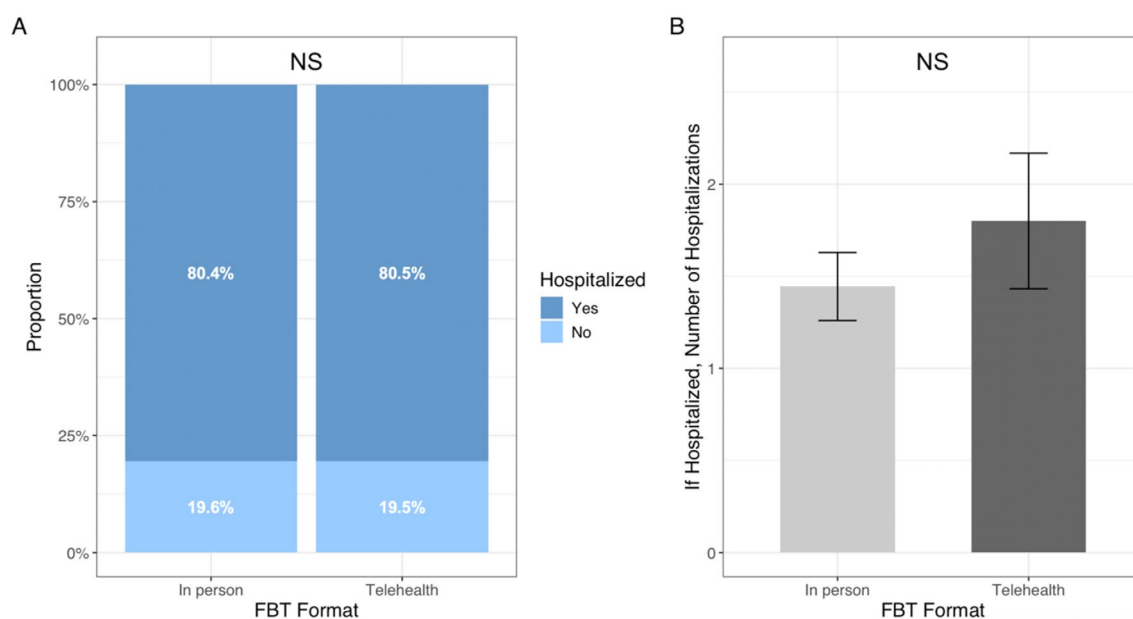 A
NS
100%
75%
50%
25%
0%
Proportion
80.4%
80.5%
19.6%
19.5%
In person
Telehealth
FBT Format
Hospitalized
Yes
No
B
NS
2
1
0
If Hospitalized, Number of Hospitalizations
In person
Telehealth
FBT Format